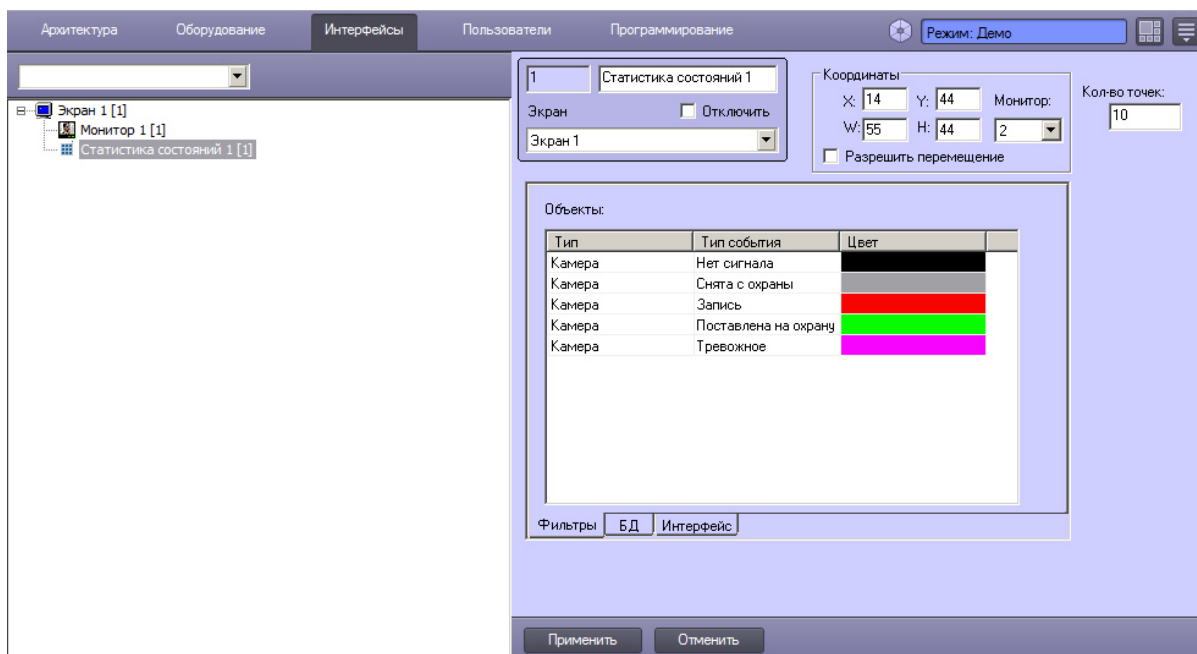 Архитектура Оборудование Интерфейсы Пользователи Программирование Режим: Демо
Экран 1 [1]
Монитор 1 [1]
Статистика состояний 1 [1]
1 Статистика состояний 1
Экран Отключить
Экран 1
Координаты
X: 14 Y: 44 Монитор:
W: 55 H: 44 2
Разрешить перемещение
Кол-во точек:
10
Объекты:
Тип Тип события Цвет
Камера Нет сигнала
Камера Снята с охраны
Камера Запись
Камера Поставлена на охрану
Камера Тревожное
Фильтры БД Интерфейс
Применить Отменить